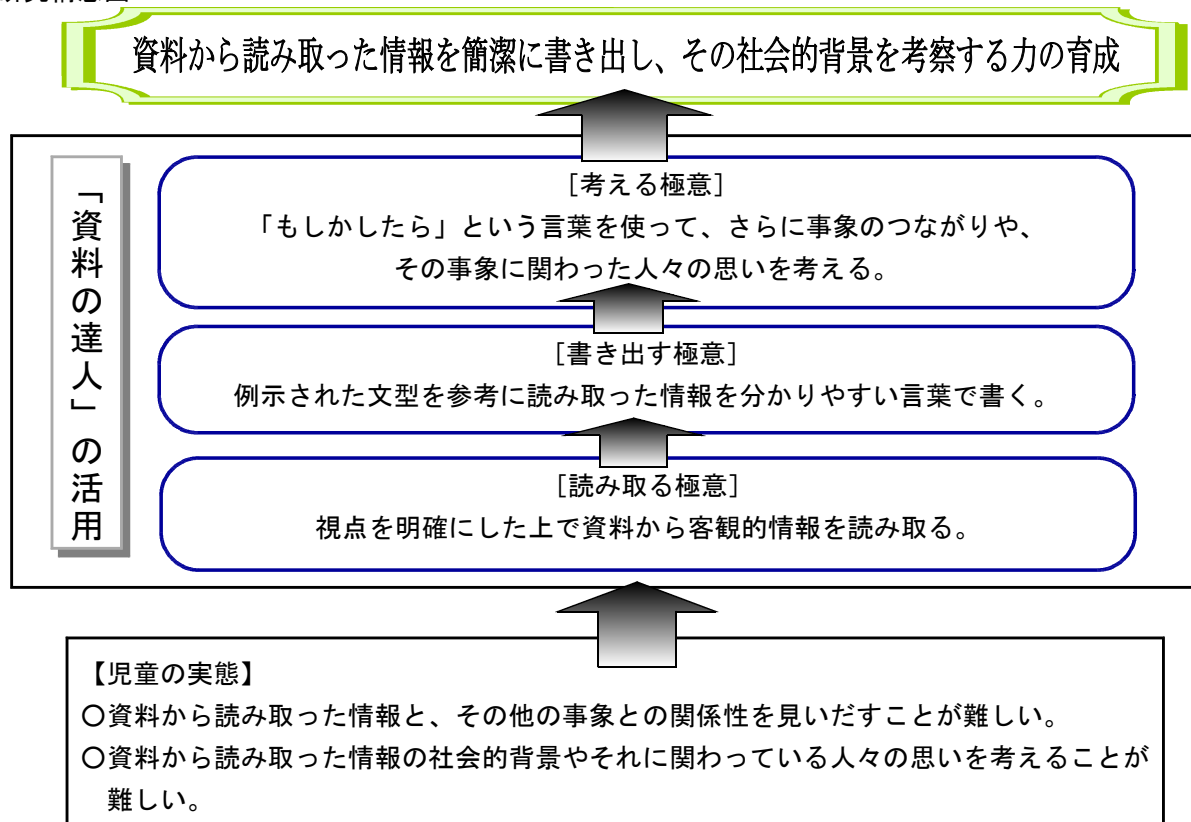 資料から読み取った情報を簡潔に書き出し、その社会的背景を考察する力の育成
「資料の達人」の活用
［考える極意］
「もしかしたら」という言葉を使って、さらに事象のつながりや、
その事象に関わった人々の思いを考える。
［書き出す極意］
例示された文型を参考に読み取った情報を分かりやすい言葉で書く。
［読み取る極意］
視点を明確にした上で資料から客観的情報を読み取る。
【児童の実態】
○資料から読み取った情報と、その他の事象との関係性を見いだすことが難しい。
○資料から読み取った情報の社会的背景やそれに関わっている人々の思いを考えることが
難しい。